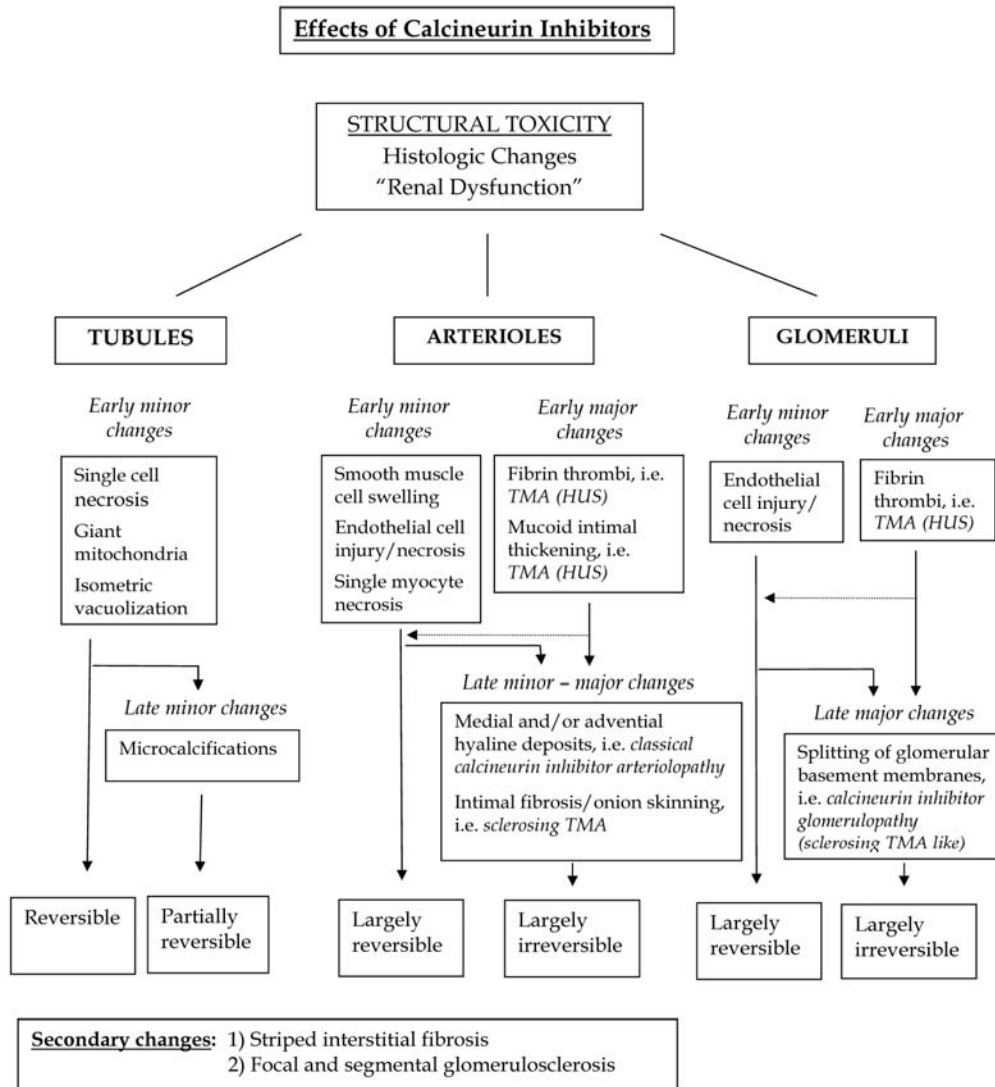 Effects of Calcineurin Inhibitors
STRUCTURAL TOXICITY
Histologic Changes
“Renal Dysfunction”
TUBULES
Early minor
changes
Single cell
necrosis
Giant
mitochondria
Isometric
vacuolization
Late minor changes
Microcalcifications
Reversible
Partially
reversible
ARTERIOLES
Early minor
changes
Smooth muscle
cell swelling
Endothelial cell
injury/necrosis
Single myocyte
necrosis
Early major
changes
Fibrin thrombi, i.e.
TMA (HUS)
Mucoid intimal
thickening, i.e.
TMA (HUS)
Late minor – major changes
Medial and/or advential
hyaline deposits, i.e. classical
calcineurin inhibitor arteriolopathy
Intimal fibrosis/onion skinning,
i.e. sclerosing TMA
Largely
reversible
Largely
irreversible
GLOMERULI
Early minor
changes
Endothelial
cell injury/
necrosis
Early major
changes
Fibrin
thrombi, i.e.
TMA (HUS)
Late major changes
Splitting of glomerular
basement membranes,
i.e. calcineurin inhibitor
glomerulopathy
(sclerosing TMA like)
Largely
reversible
Largely
irreversible
Secondary changes: 1) Striped interstitial fibrosis
2) Focal and segmental glomerulosclerosis